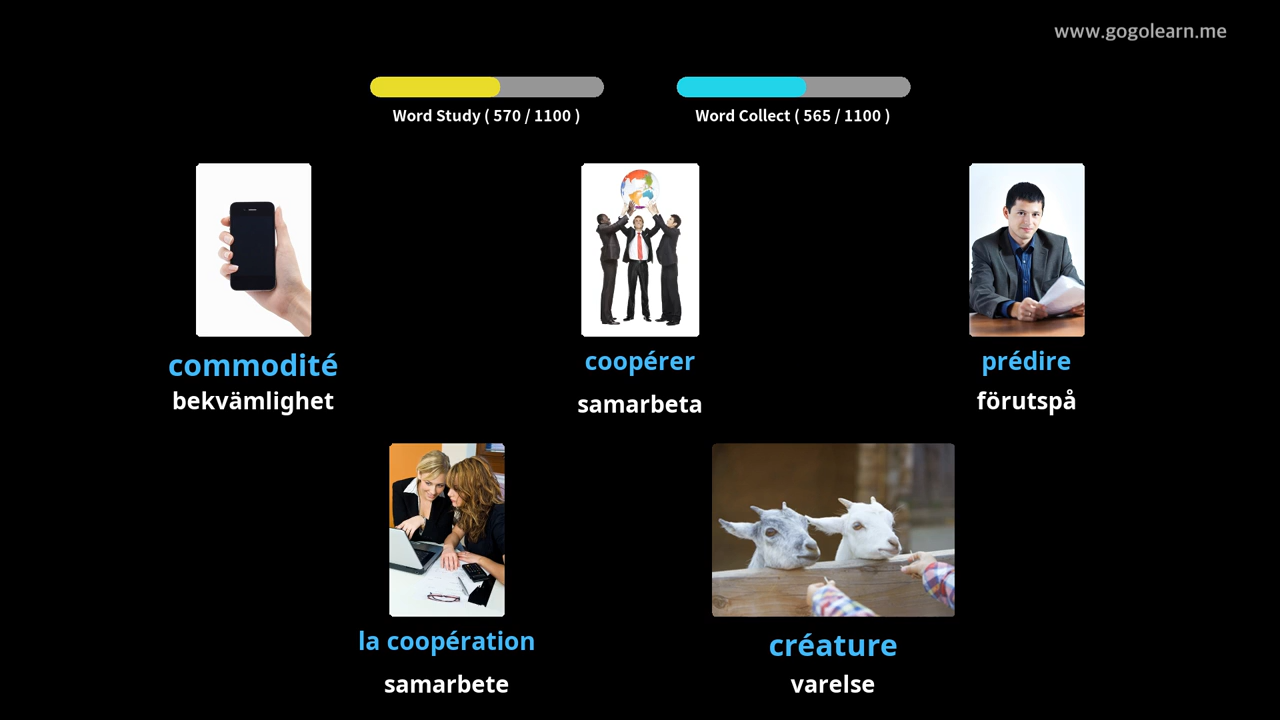 www.gogolearn.me
Word Study ( 570 / 1100 )
Word Collect ( 565 / 1100 )
commodité
bekvämlighet
coopérer
samarbeta
prédire
förutspå
la coopération
samarbete
créature
varelse